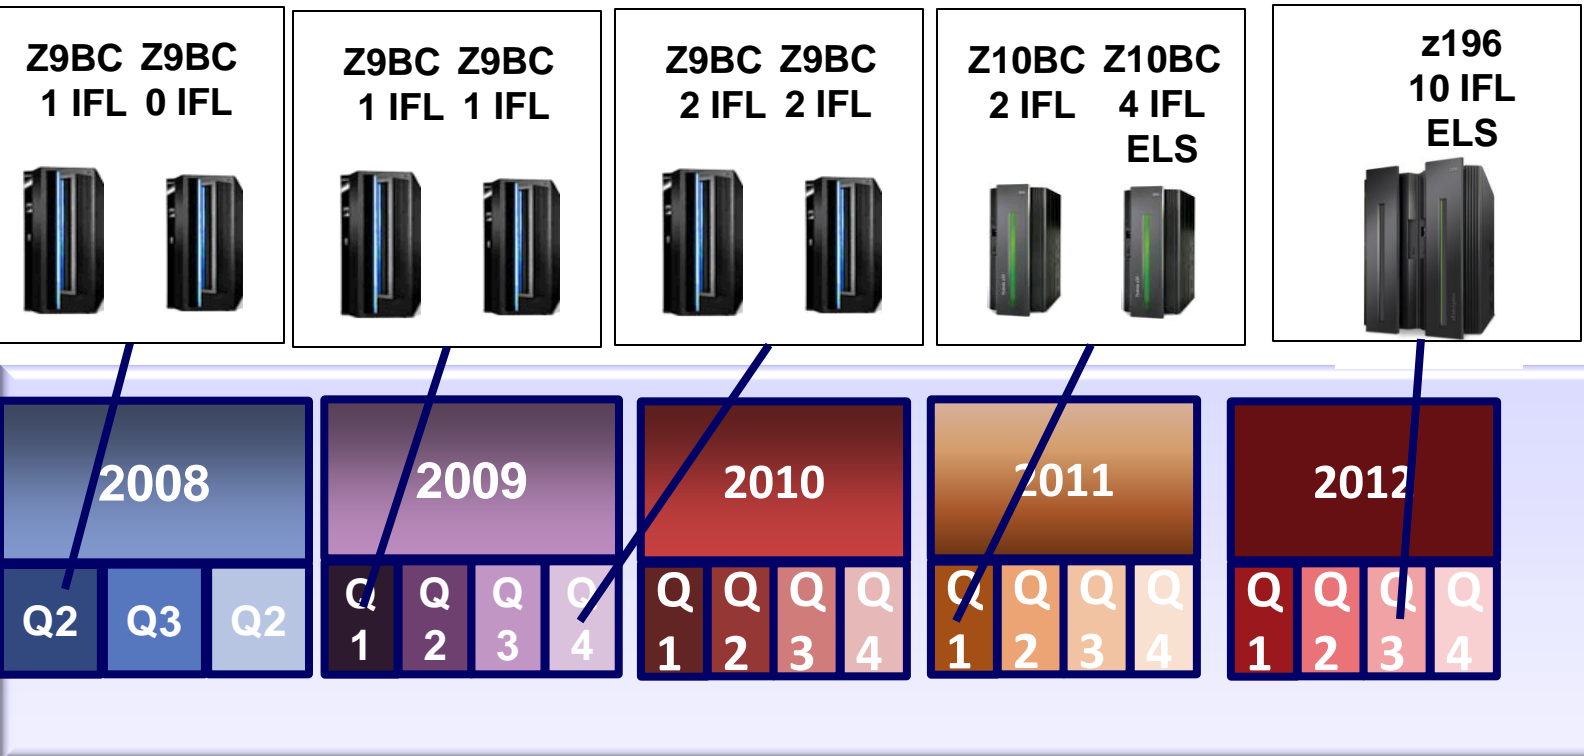 Z9BC Z9BC
1 IFL 0 IFL
Z9BC Z9BC
1 IFL 1 IFL
Z9BC Z9BC
2 IFL 2 IFL
Z10BC Z10BC
2 IFL 4 IFL
ELS
z196
10 IFL
ELS
2008
2009
2010
2011
2012
Q2 Q3 Q2
Q Q Q Q
1 2 3 4
Q Q Q Q
1 2 3 4
Q Q Q Q
1 2 3 4
Q Q Q Q
1 2 3 4